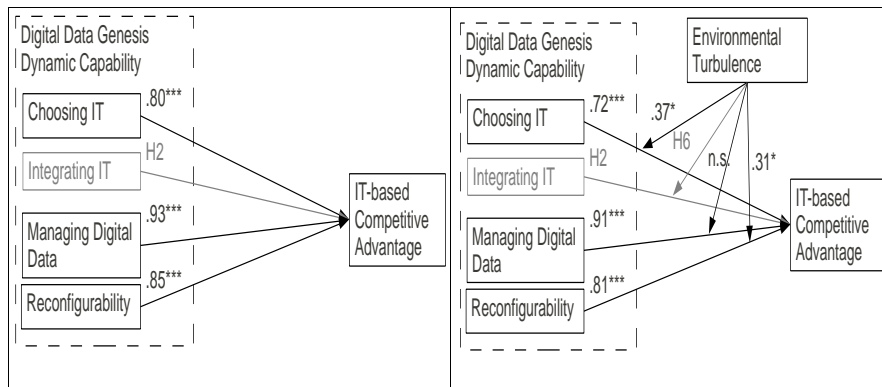 Digital Data Genesis
Dynamic Capability
Choosing IT
.80***
Integrating IT
H2
Managing Digital
Data
.93***
Reconfigurability
.85***
IT-based
Competitive
Advantage
Digital Data Genesis
Dynamic Capability
Environmental
Turbulence
Choosing IT
.72***
.37*
H6
n.s.
.31*
Integrating IT
H2
Managing Digital
Data
.91***
Reconfigurability
.81***
IT-based
Competitive
Advantage